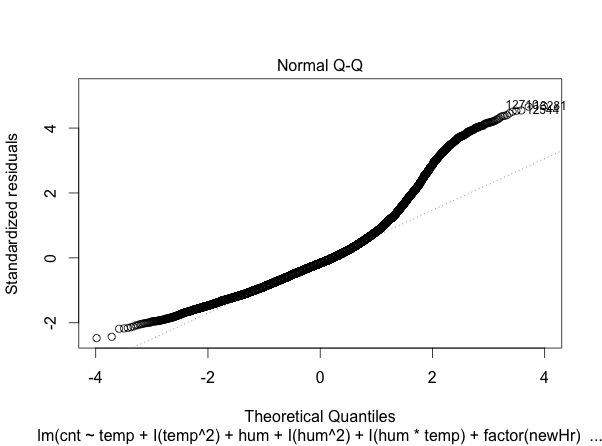 Normal Q-Q
Standardized residuals
4
2
0
-2
-4
-2
0
2
4
Theoretical Quantiles
lm(cnt ~ temp + I(temp^2) + hum + I(hum^2) + I(hum * temp) + factor(newHr) ...